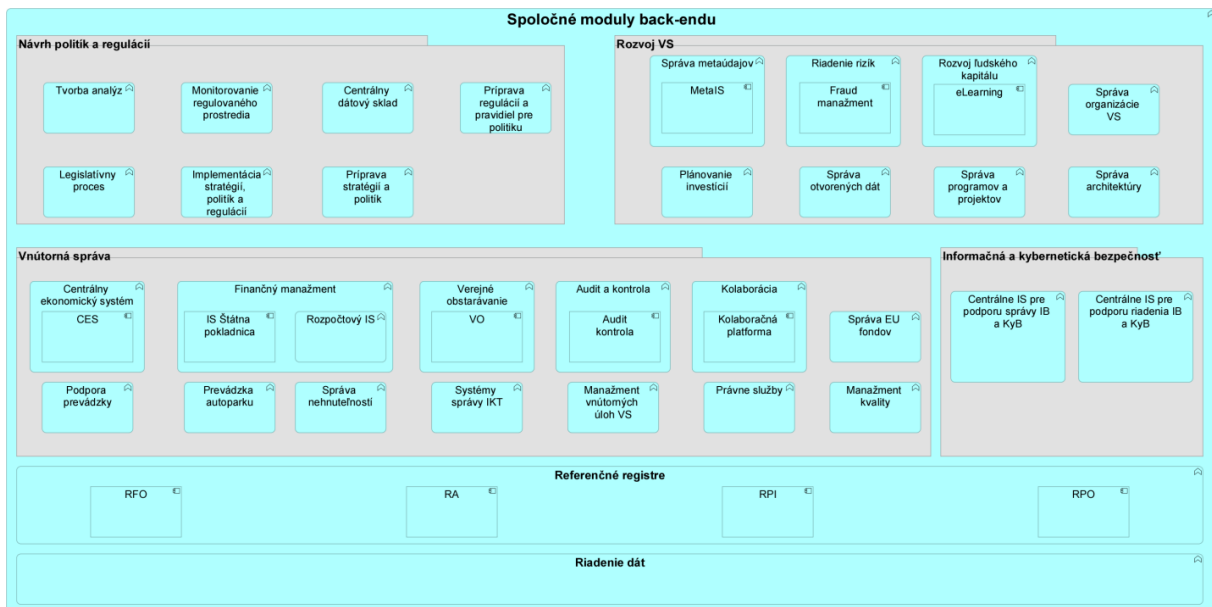 Spoločné moduly back-endu
Návrh politík a regulácií
Tvorba analýz
Monitorovanie
regulovaného
prostredia
Centrálny
dátový sklad
Príprava
regulácií a
pravidiel pre
politiku
Legislatívny
proces
Implementácia
stratégií,
politík a
regulácií
Príprava
stratégií a
politík
Rozvoj VS
Správa metaúdajov
MetaIS
Riadenie rizík
Fraud
manažment
Rozvoj ľudského
kapitálu
eLearning
Správa
organizácie
VS
Plánovanie
investícií
Správa
otvorených dát
Správa
programov a
projektov
Správa
architektúry
Vnútorná správa
Centrálny
ekonomický systém
CES
Finančný manažment
IS Štátna
pokladnica
Rozpočtový IS
Verejné
obstarávanie
VO
Audit a kontrola
Audit
kontrola
Kolaborácia
Kolaboračná
platforma
Správa EU
fondov
Podpora
prevádzky
Prevádzka
autoparku
Správa
nehnuteľností
Systémy
správy IKT
Manažment
vnútorných
úloh VS
Právne služby
Manažment
kvality
Informačná a kybernetická bezpečnosť
Centrálne IS pre
podporu správy IB
a KyB
Centrálne IS pre
podporu riadenia IB
a KyB
Referenčné registre
RFO
RA
RPI
RPO
Riadenie dát